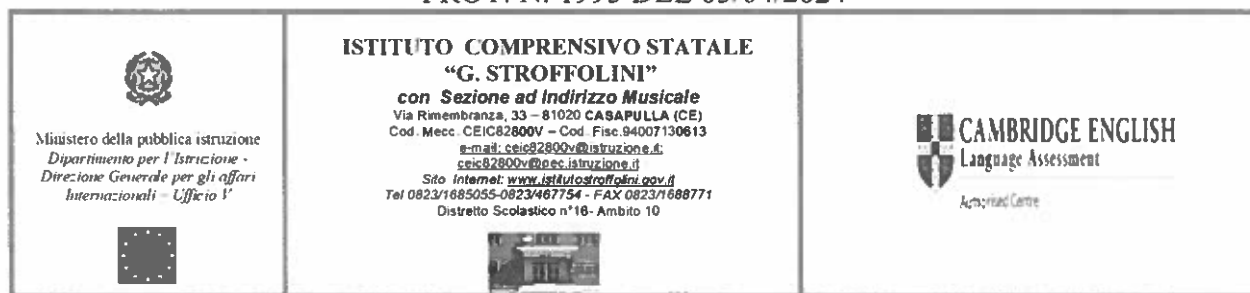 Ministero della pubblica istruzione
Dipartimento per l'Istruzione -
Direzione Generale per gli affari
Internazionali - Ufficio V
ISTITUTO COMPRENSIVO STATALE
“G. STROFFOLINI”
con Sezione ad Indirizzo Musicale
Via Rimembranza, 33 – 81020 CASAPULLA (CE)
Cod. Mecc. CEIC82800V – Cod. Fisc.94007130613
e-mail: ceic82800v@istruzione.it;
ceic82800v@pec.istruzione.it
Sito Internet: www.istitutostroffolini.gov.it
Tel 0823/1685055-0823/467754 - FAX 0823/1688771
Distretto Scolastico n°16- Ambito 10
CAMBRIDGE ENGLISH
Language Assessment
Authorised Centre